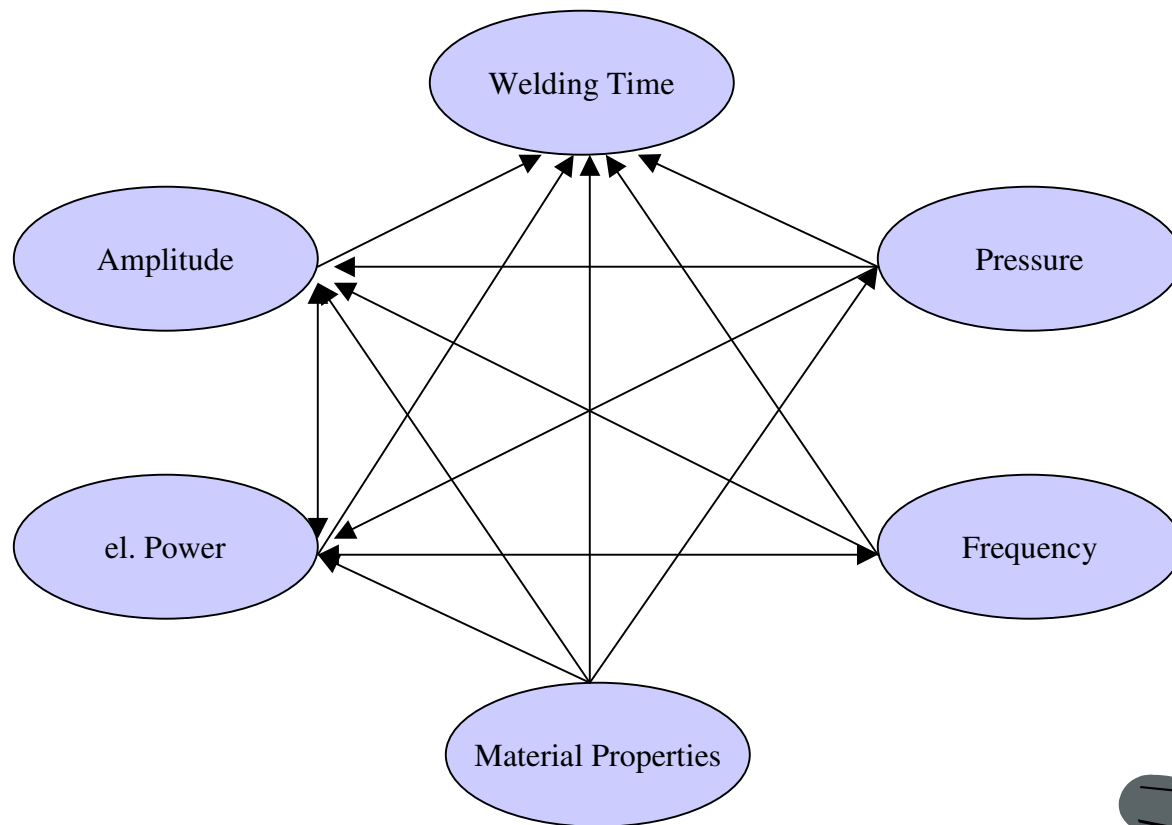 Welding Time
Amplitude
Pressure
el. Power
Frequency
Material Properties